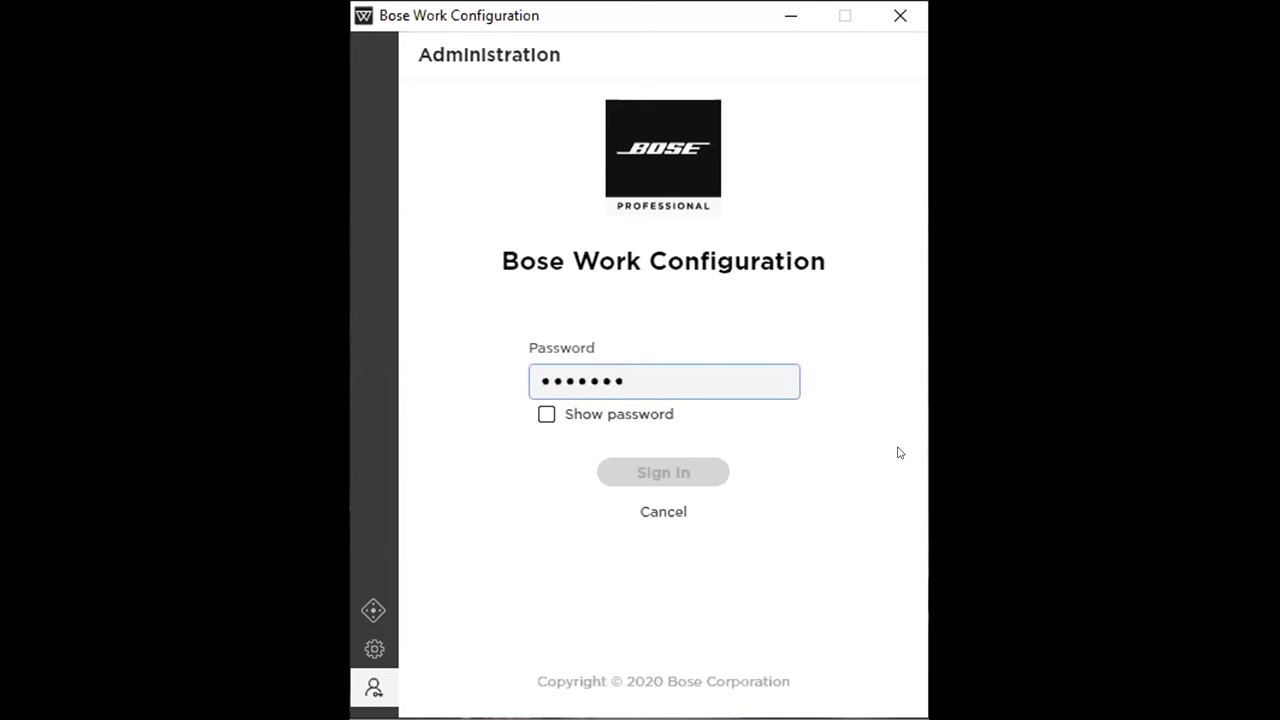 Bose Work Configuration
Administration
BOSE
PROFESSIONAL
Bose Work Configuration
Password
•••••••
Show password
Sign In
Cancel
Copyright © 2020 Bose Corporation